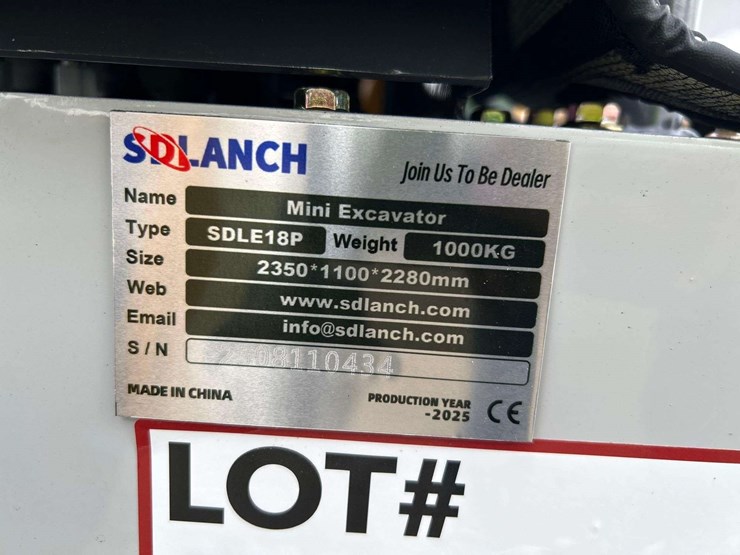 SDLANCH
Join Us To Be Dealer
Name Mini Excavator
Type SDLE18P Weight 1000KG
Size 2350*1100*2280mm
Web www.sdlanch.com
Email info@sdlanch.com
S/N
MADE IN CHINA
PRODUCTION YEAR
-2025 CE
LOT#